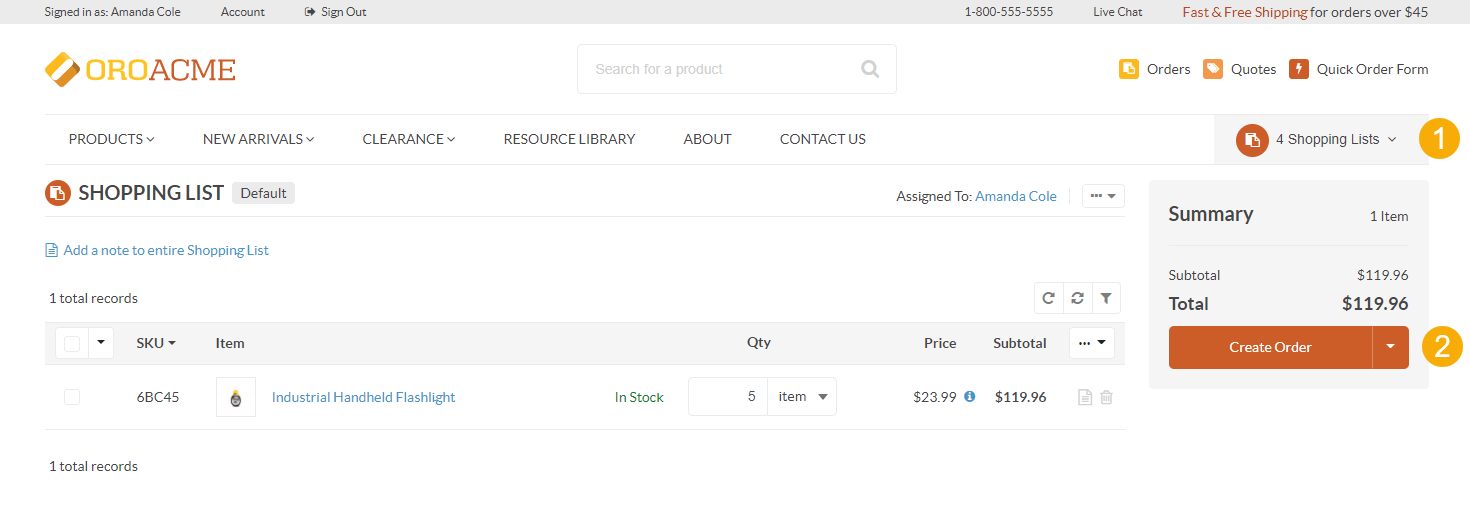 Signed in as: Amanda Cole Account Sign Out 1-800-555-5555 Live Chat Fast & Free Shipping for orders over $45
OROACME Search for a product Orders Quotes Quick Order Form
PRODUCTS NEW ARRIVALS CLEARANCE RESOURCE LIBRARY ABOUT CONTACT US 4 Shopping Lists 1
SHOPPING LIST Default Assigned To: Amanda Cole
Summary 1 Item
Add a note to entire Shopping List
Subtotal $119.96
1 total records
Total $119.96
SKU Item Qty Price Subtotal
Create Order 2
6BC45 Industrial Handheld Flashlight In Stock 5 item $23.99 $119.96
1 total records